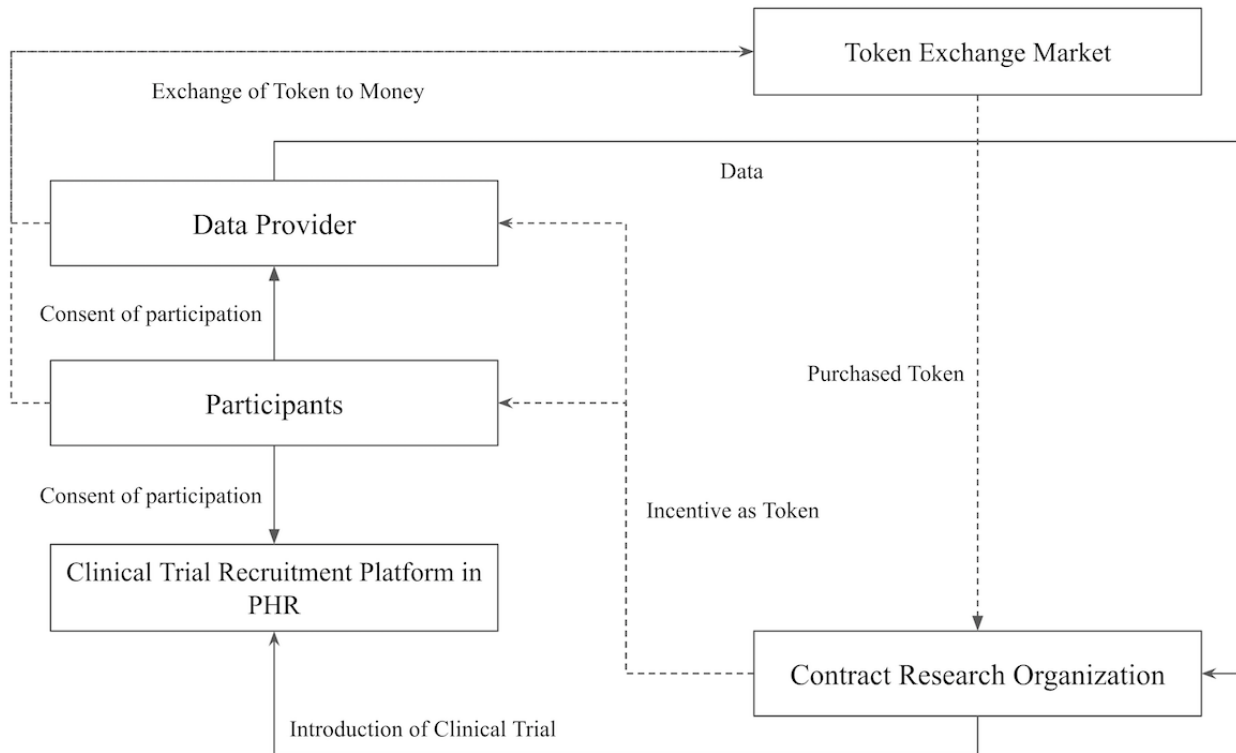 Token Exchange Market
Exchange of Token to Money
Data
Data Provider
Consent of participation
Purchased Token
Participants
Consent of participation
Incentive as Token
Clinical Trial Recruitment Platform in
PHR
Contract Research Organization
Introduction of Clinical Trial